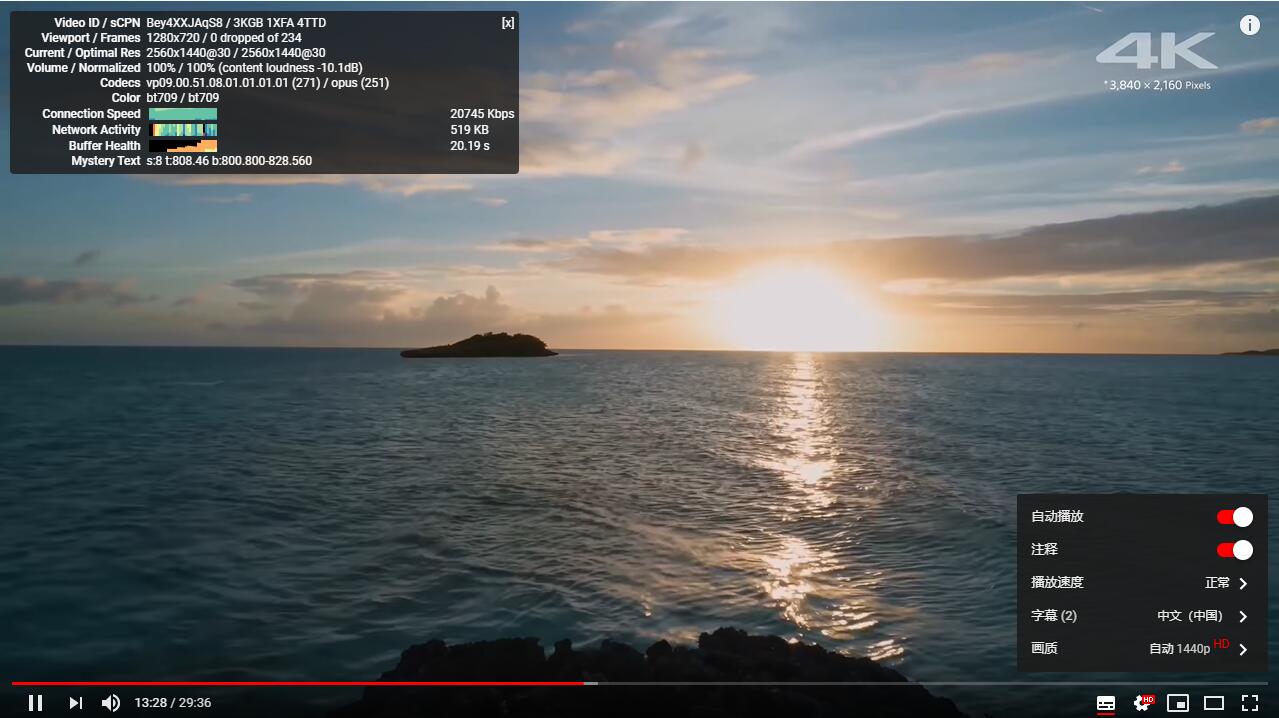 Video ID / sCPN Bey4XXJAqS8 / 3KGB 1XFA 4TTD [x]
Viewport / Frames 1280x720 / 0 dropped of 234
Current / Optimal Res 2560x1440@30 / 2560x1440@30
Volume / Normalized 100% / 100% (content loudness -10.1dB)
Codecs vp09.00.51.08.01.01.01.01 (271) / opus (251)
Color bt709 / bt709
Connection Speed 20745 Kbps
Network Activity 519 KB
Buffer Health 20.19 s
Mystery Text s:8 t:808.46 b:800.800-828.560
i
4K
*3,840 × 2,160 Pixels
自动播放
注释
播放速度 正常
字幕 (2) 中文（中国）
画质 自动 1440p HD
13:28 / 29:36
HD